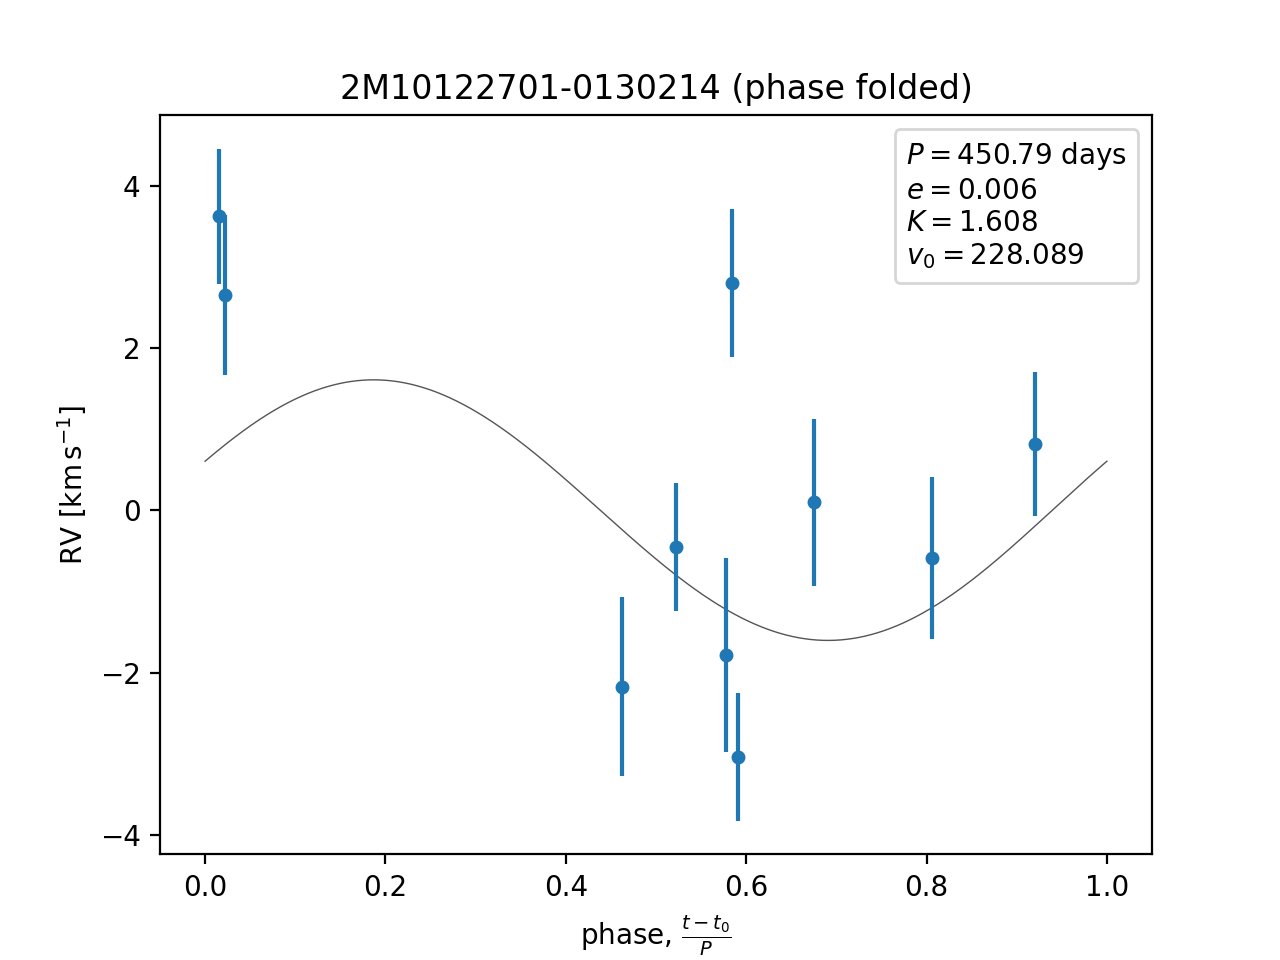 2M10122701-0130214 (phase folded)
P = 450.79 days
e = 0.006
K = 1.608
v₀ = 228.089
4
2
0
−2
−4
RV [km s⁻¹]
0.0 0.2 0.4 0.6 0.8 1.0
phase, (t − t₀)/P